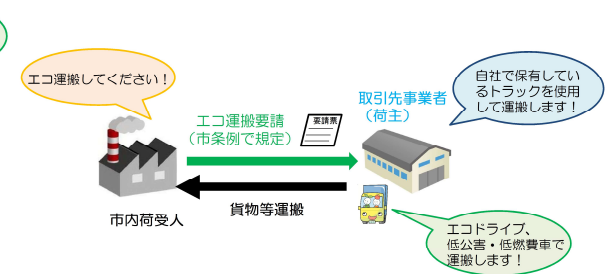 エコ運搬してください！
自社で保有してい
るトラックを使用
して運搬します！
取引先事業者
（荷主）
エコ運搬要請
（市条例で規定）
要請票
市内荷受人
貨物等運搬
エコドライブ、
低公害・低燃費車で
運搬します！